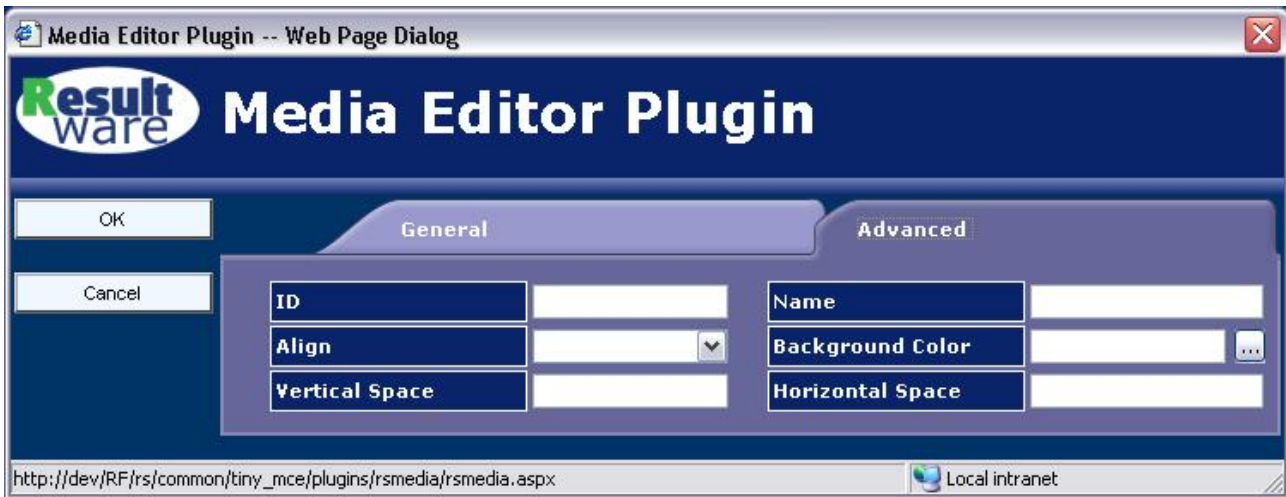 Media Editor Plugin -- Web Page Dialog
Result
ware
Media Editor Plugin
OK
General
Advanced
Cancel
ID
Name
Align
Background Color
...
Vertical Space
Horizontal Space
http://dev/RF/rs/common/tiny_mce/plugins/rsmedia/rsmedia.aspx
Local intranet